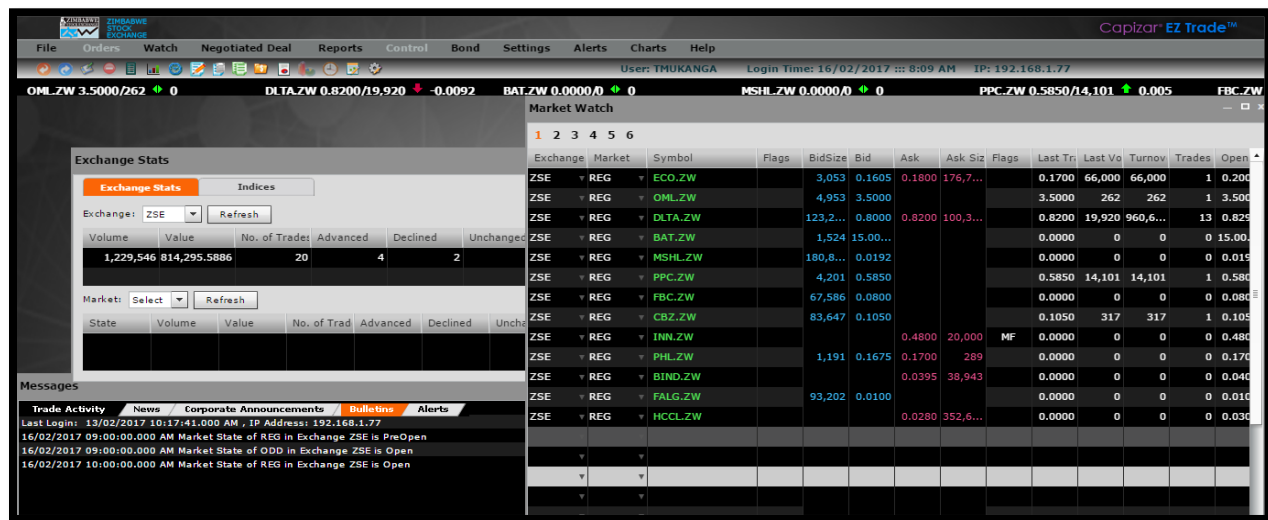 ZIMBABWE STOCK EXCHANGE
Capizar® EZ Trade™
File Orders Watch Negotiated Deal Reports Control Bond Settings Alerts Charts Help
User: TMUKANGA Login Time: 16/02/2017 ::: 8:09 AM IP: 192.168.1.77
OML.ZW 3.5000/262 0 DLTA.ZW 0.8200/19,920 -0.0092 BAT.ZW 0.0000/0 0 MSHL.ZW 0.0000/0 0 PPC.ZW 0.5850/14,101 0.005 FBC.ZW
Exchange Stats
Exchange Stats Indices
Exchange: ZSE Refresh
Volume Value No. of Trades Advanced Declined Unchanged
1,229,546 814,295.5886 20 4 2
Market: Select Refresh
State Volume Value No. of Trad Advanced Declined Uncha
Messages
Trade Activity News Corporate Announcements Bulletins Alerts
Last Login: 13/02/2017 10:17:41.000 AM , IP Address: 192.168.1.77
16/02/2017 09:00:00.000 AM Market State of REG in Exchange ZSE is PreOpen
16/02/2017 09:00:00.000 AM Market State of ODD in Exchange ZSE is Open
16/02/2017 10:00:00.000 AM Market State of REG in Exchange ZSE is Open
Market Watch
1 2 3 4 5 6
Exchange Market Symbol Flags BidSize Bid Ask Ask Siz Flags Last Tr Last Vo Turnov Trades Open
ZSE REG ECO.ZW 3,053 0.1605 0.1800 176,7... 0.1700 66,000 66,000 1 0.200
ZSE REG OML.ZW 4,953 3.5000 3.5000 262 262 1 3.500
ZSE REG DLTA.ZW 123,2... 0.8000 0.8200 100,3... 0.8200 19,920 960,6... 13 0.829
ZSE REG BAT.ZW 1,524 15.00... 0.0000 0 0 0 15.00.
ZSE REG MSHL.ZW 180,8... 0.0192 0.0000 0 0 0 0.019
ZSE REG PPC.ZW 4,201 0.5850 0.5850 14,101 14,101 1 0.580
ZSE REG FBC.ZW 67,586 0.0800 0.0000 0 0 0 0.080
ZSE REG CBZ.ZW 83,647 0.1050 0.1050 317 317 1 0.105
ZSE REG INN.ZW 0.4800 20,000 MF 0.0000 0 0 0 0.480
ZSE REG PHL.ZW 1,191 0.1675 0.1700 289 0.0000 0 0 0 0.170
ZSE REG BIND.ZW 0.0395 38,943 0.0000 0 0 0 0.040
ZSE REG FALG.ZW 93,202 0.0100 0.0000 0 0 0 0.010
ZSE REG HCCL.ZW 0.0280 352,6... 0.0000 0 0 0 0.030